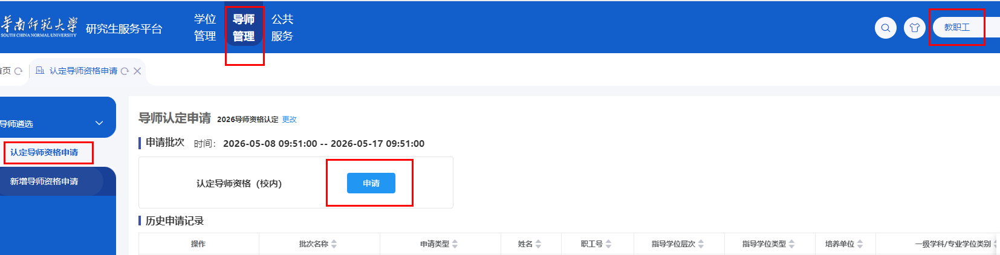 華南師範大學
SOUTH CHINA NORMAL UNIVERSITY
研究生服务平台
学位
管理
导师
管理
公共
服务
教职工
页
认定导师资格申请
导师遴选
认定导师资格申请
新增导师资格申请
导师认定申请 2026导师资格认定 更改
申请批次 时间： 2026-05-08 09:51:00 -- 2026-05-17 09:51:00
认定导师资格（校内） 申请
历史申请记录
操作 批次名称 申请类型 姓名 职工号 指导学位层次 指导学位类型 培养单位 一级学科/专业学位类别